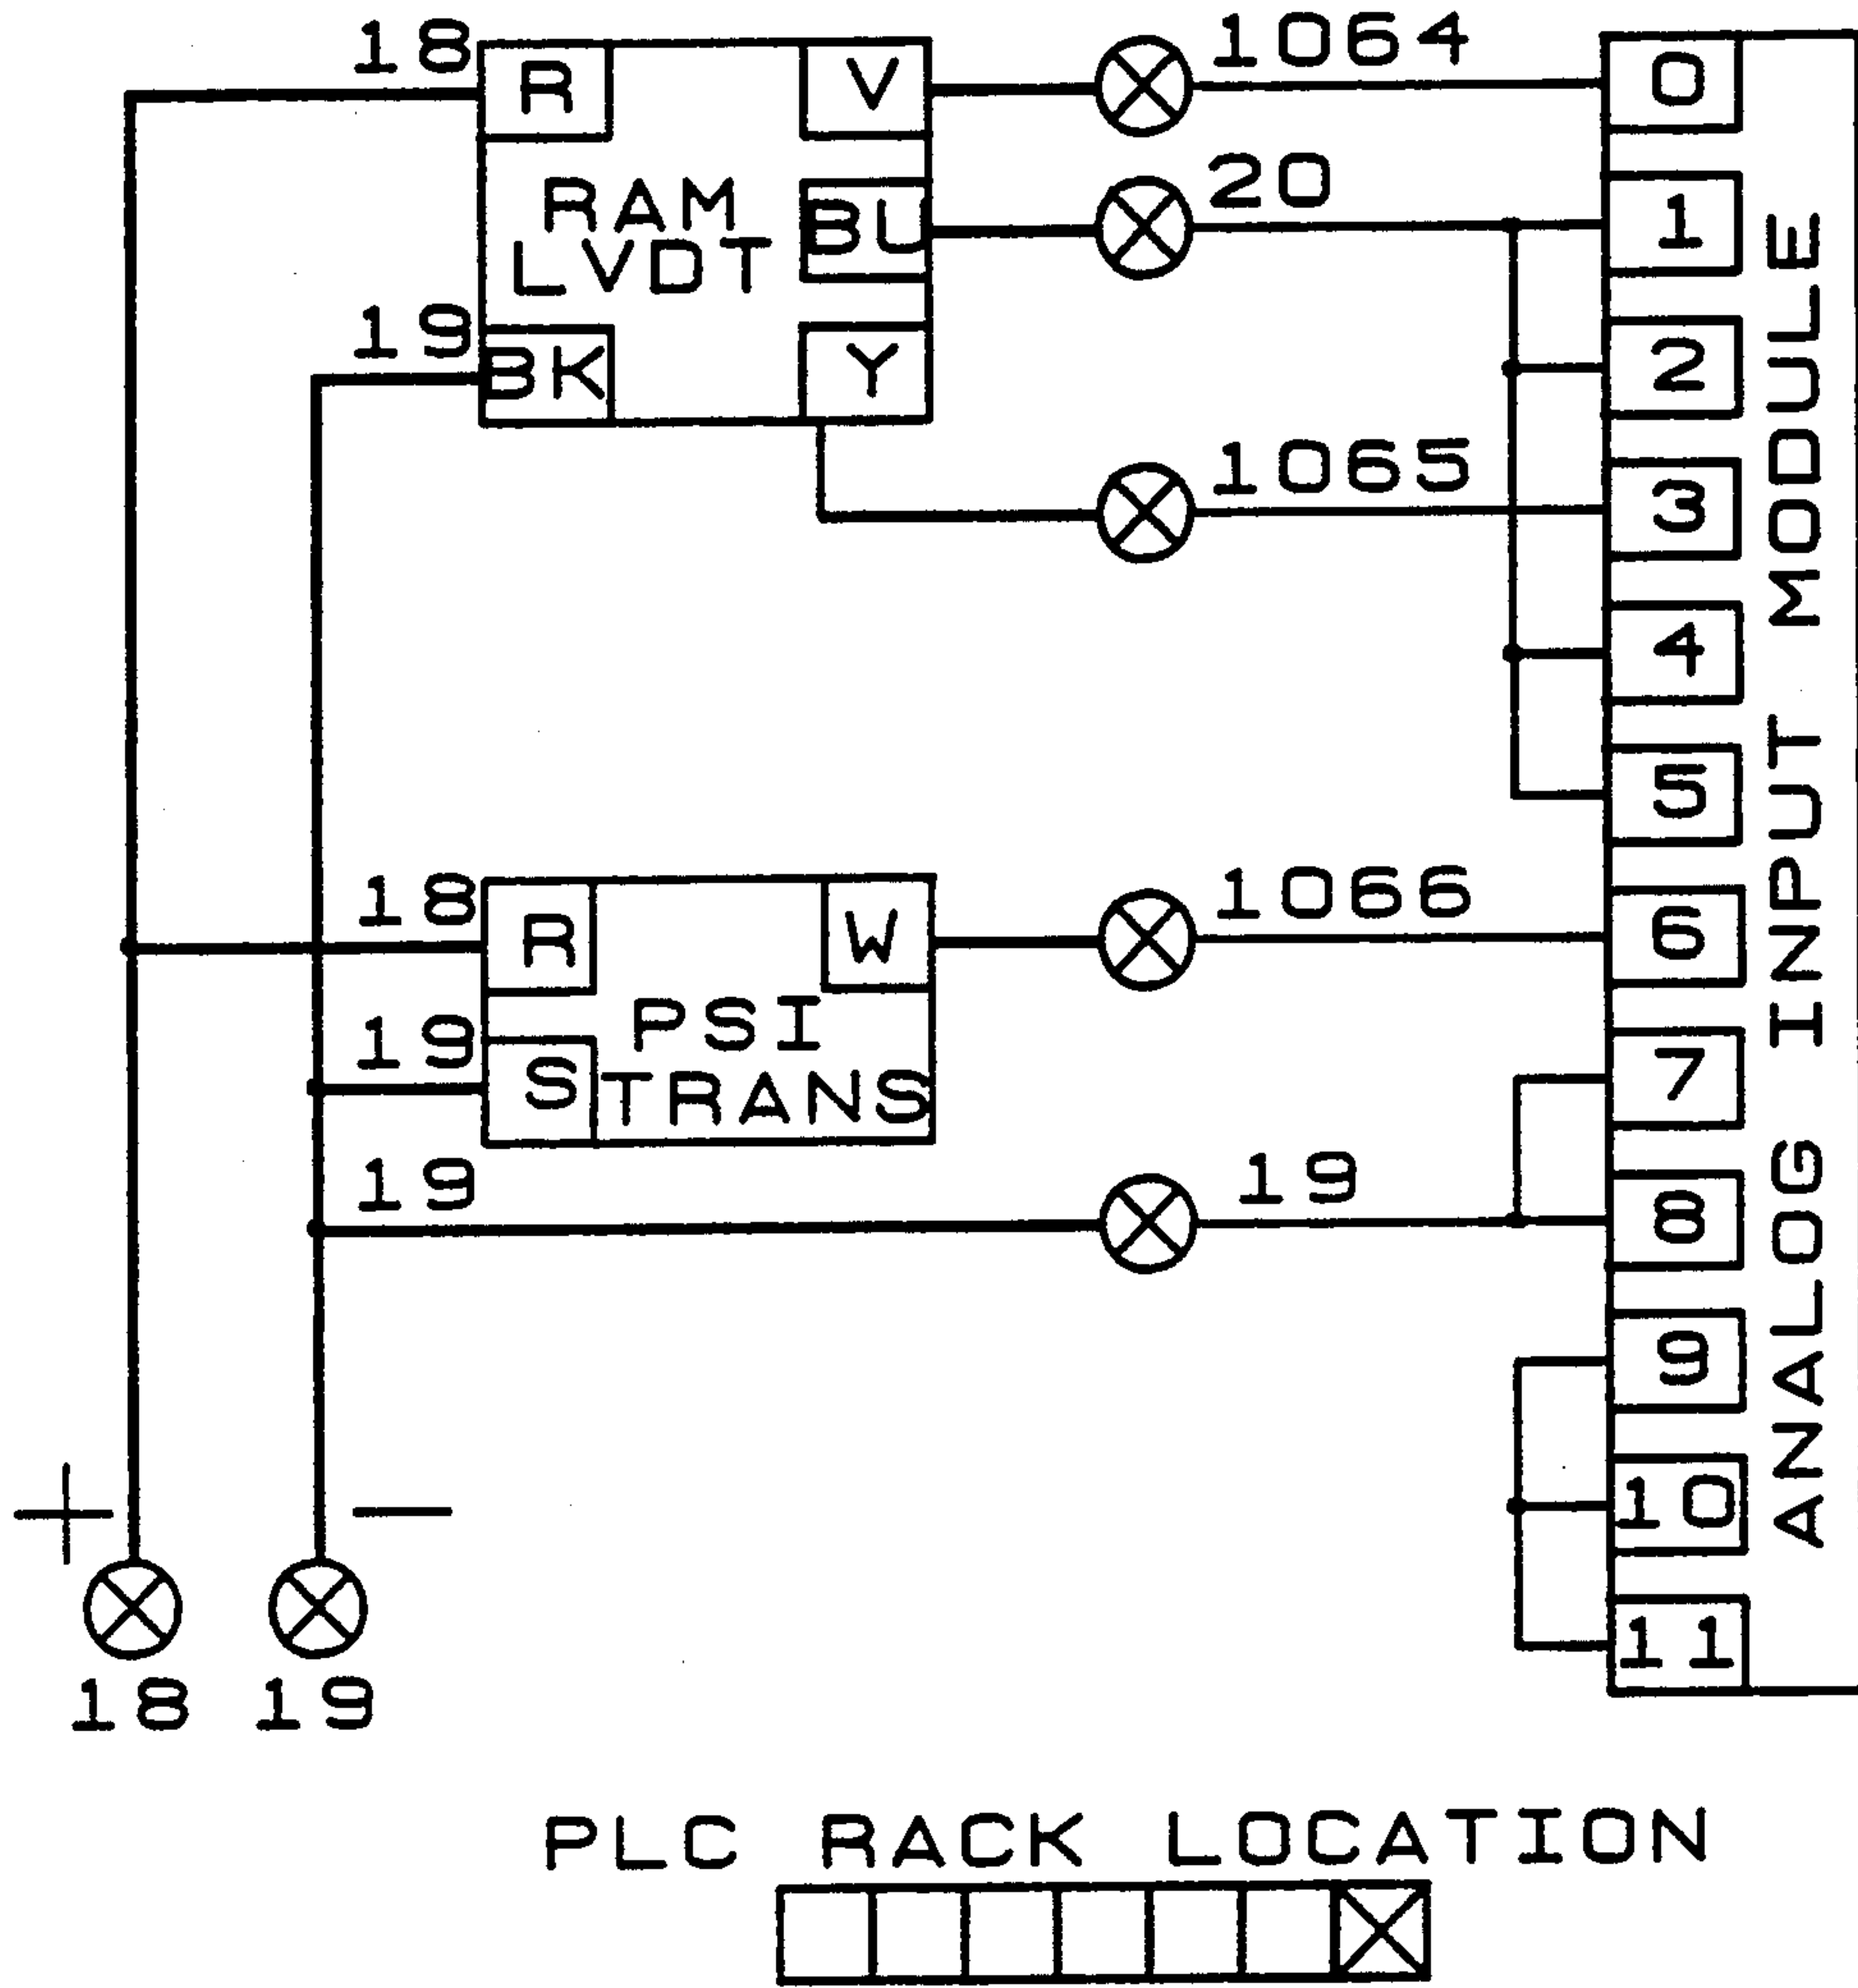 18
R
V
1064
0
RAM
LVDT
BU
20
1
19
BK
Y
2
1065
3
4
5
18
R
W
1066
6
PSI
TRANS
19
S
7
19
19
8
9
10
11
ANALOG INPUT MODULE
+
−
18
19
PLC RACK LOCATION